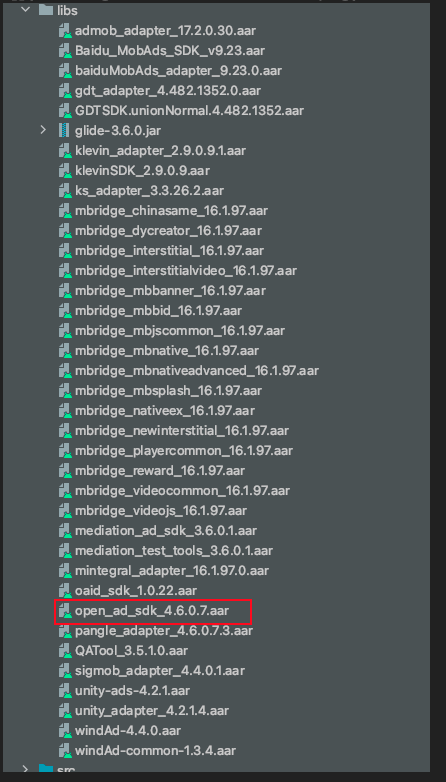 libs
admob_adapter_17.2.0.30.aar
Baidu_MobAds_SDK_v9.23.aar
baiduMobAds_adapter_9.23.0.aar
gdt_adapter_4.482.1352.0.aar
GDTSDK.unionNormal.4.482.1352.aar
glide-3.6.0.jar
klevin_adapter_2.9.0.9.1.aar
klevinSDK_2.9.0.9.aar
ks_adapter_3.3.26.2.aar
mbridge_chinasame_16.1.97.aar
mbridge_dycreator_16.1.97.aar
mbridge_interstitial_16.1.97.aar
mbridge_interstitialvideo_16.1.97.aar
mbridge_mbbanner_16.1.97.aar
mbridge_mbbid_16.1.97.aar
mbridge_mbjscommon_16.1.97.aar
mbridge_mbnative_16.1.97.aar
mbridge_mbnativeadvanced_16.1.97.aar
mbridge_mbsplash_16.1.97.aar
mbridge_nativeex_16.1.97.aar
mbridge_newinterstitial_16.1.97.aar
mbridge_playercommon_16.1.97.aar
mbridge_reward_16.1.97.aar
mbridge_videocommon_16.1.97.aar
mbridge_videojs_16.1.97.aar
mediation_ad_sdk_3.6.0.1.aar
mediation_test_tools_3.6.0.1.aar
mintegral_adapter_16.1.97.0.aar
oaid_sdk_1.0.22.aar
open_ad_sdk_4.6.0.7.aar
pangle_adapter_4.6.0.7.3.aar
QATool_3.5.1.0.aar
sigmob_adapter_4.4.0.1.aar
unity-ads-4.2.1.aar
unity_adapter_4.2.1.4.aar
windAd-4.4.0.aar
windAd-common-1.3.4.aar
src